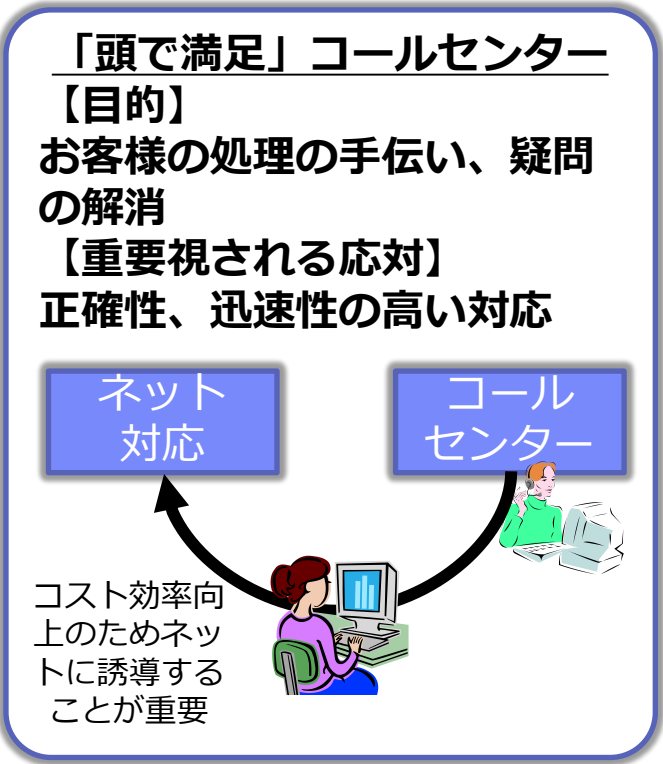 「頭で満足」コールセンター
【目的】
お客様の処理の手伝い、疑問
の解消
【重要視される応対】
正確性、迅速性の高い対応
ネット
対応
コール
センター
コスト効率向
上のためネッ
トに誘導する
ことが重要